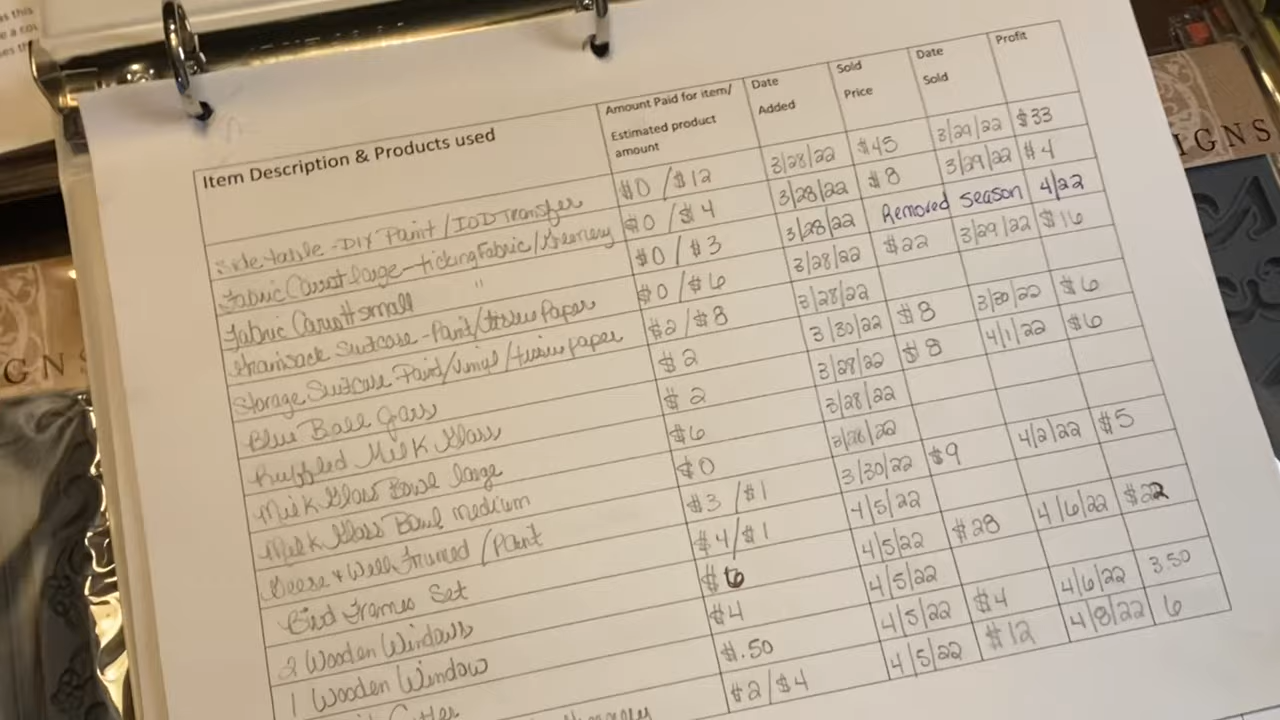 as this
Item Description & Products used
Amount Paid for item/
Estimated product
amount
Date
Added
Sold
Price
Date
Sold
Profit
Side table - DIY Paint / IOD Transfer $0 / $12 3/28/22 $45 3/29/22 $33
Fabric Carrot large - ticking Fabric / Greenery $0 / $4 3/28/22 $8 3/29/22 $4
Fabric Carrott small " $0 / $3 3/28/22 Removed season 4/22
Suitcase - Paint / tissue Paper $0 / $6 3/28/22 $22 3/29/22 $16
Storage Suitcase Paint / vinyl / tissue paper $2 / $8 3/28/22
Blue Ball Jars $2 3/30/22 $8 3/30/22 $6
Milk Glass $2 3/28/22 $8 4/1/22 $6
Milk Glass Bowl large $6 3/28/22
Milk Glass Bowl medium $0 3/28/22
Geese & Well Framed / Paint $3 / $1 3/30/22 $9 4/2/22 $5
Bird Frames Set $4 / $1 4/5/22
2 Wooden Windows $6 4/5/22 $28 4/6/22 $22
1 Wooden Window $4 4/5/22
$.50 4/5/22 $4 4/6/22 3.50
$2 / $4 4/5/22 $12 4/8/22 6
GN
IGNS